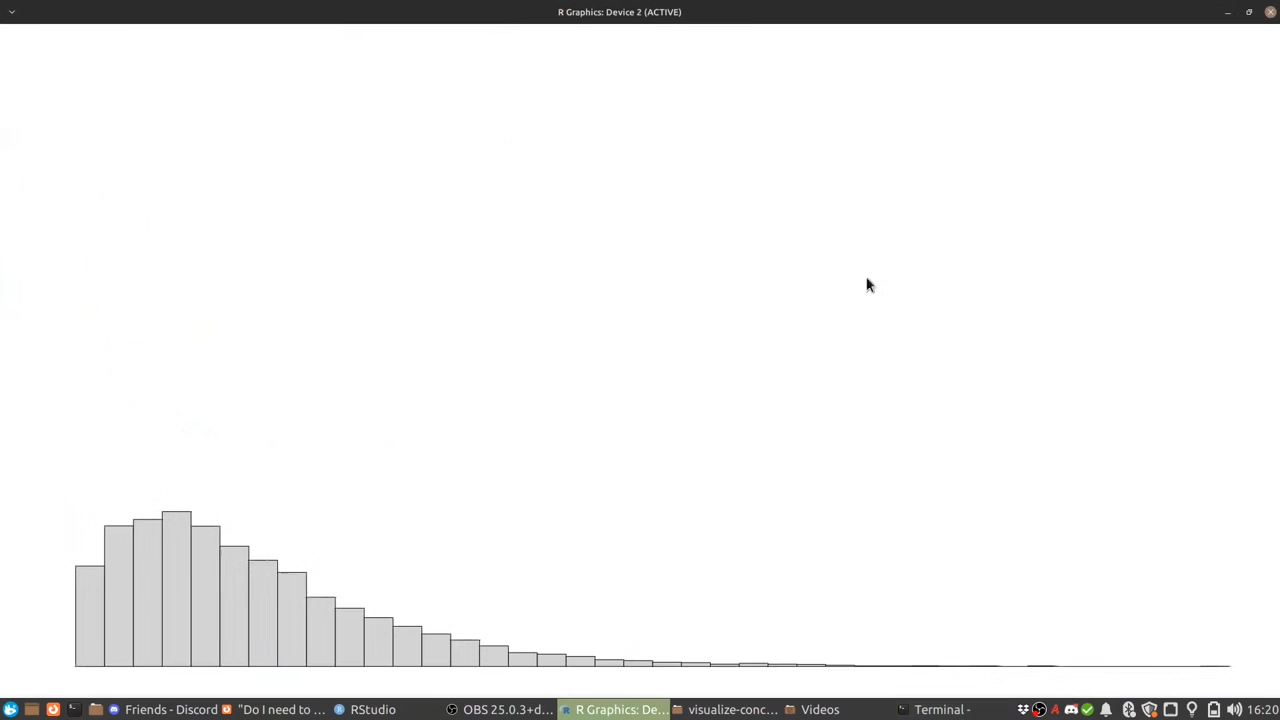 R Graphics: Device 2 (ACTIVE)
Friends - Discord
"Do I need to ...
RStudio
OBS 25.0.3+d...
R Graphics: De...
visualize-conc...
Videos
Terminal -
16:20